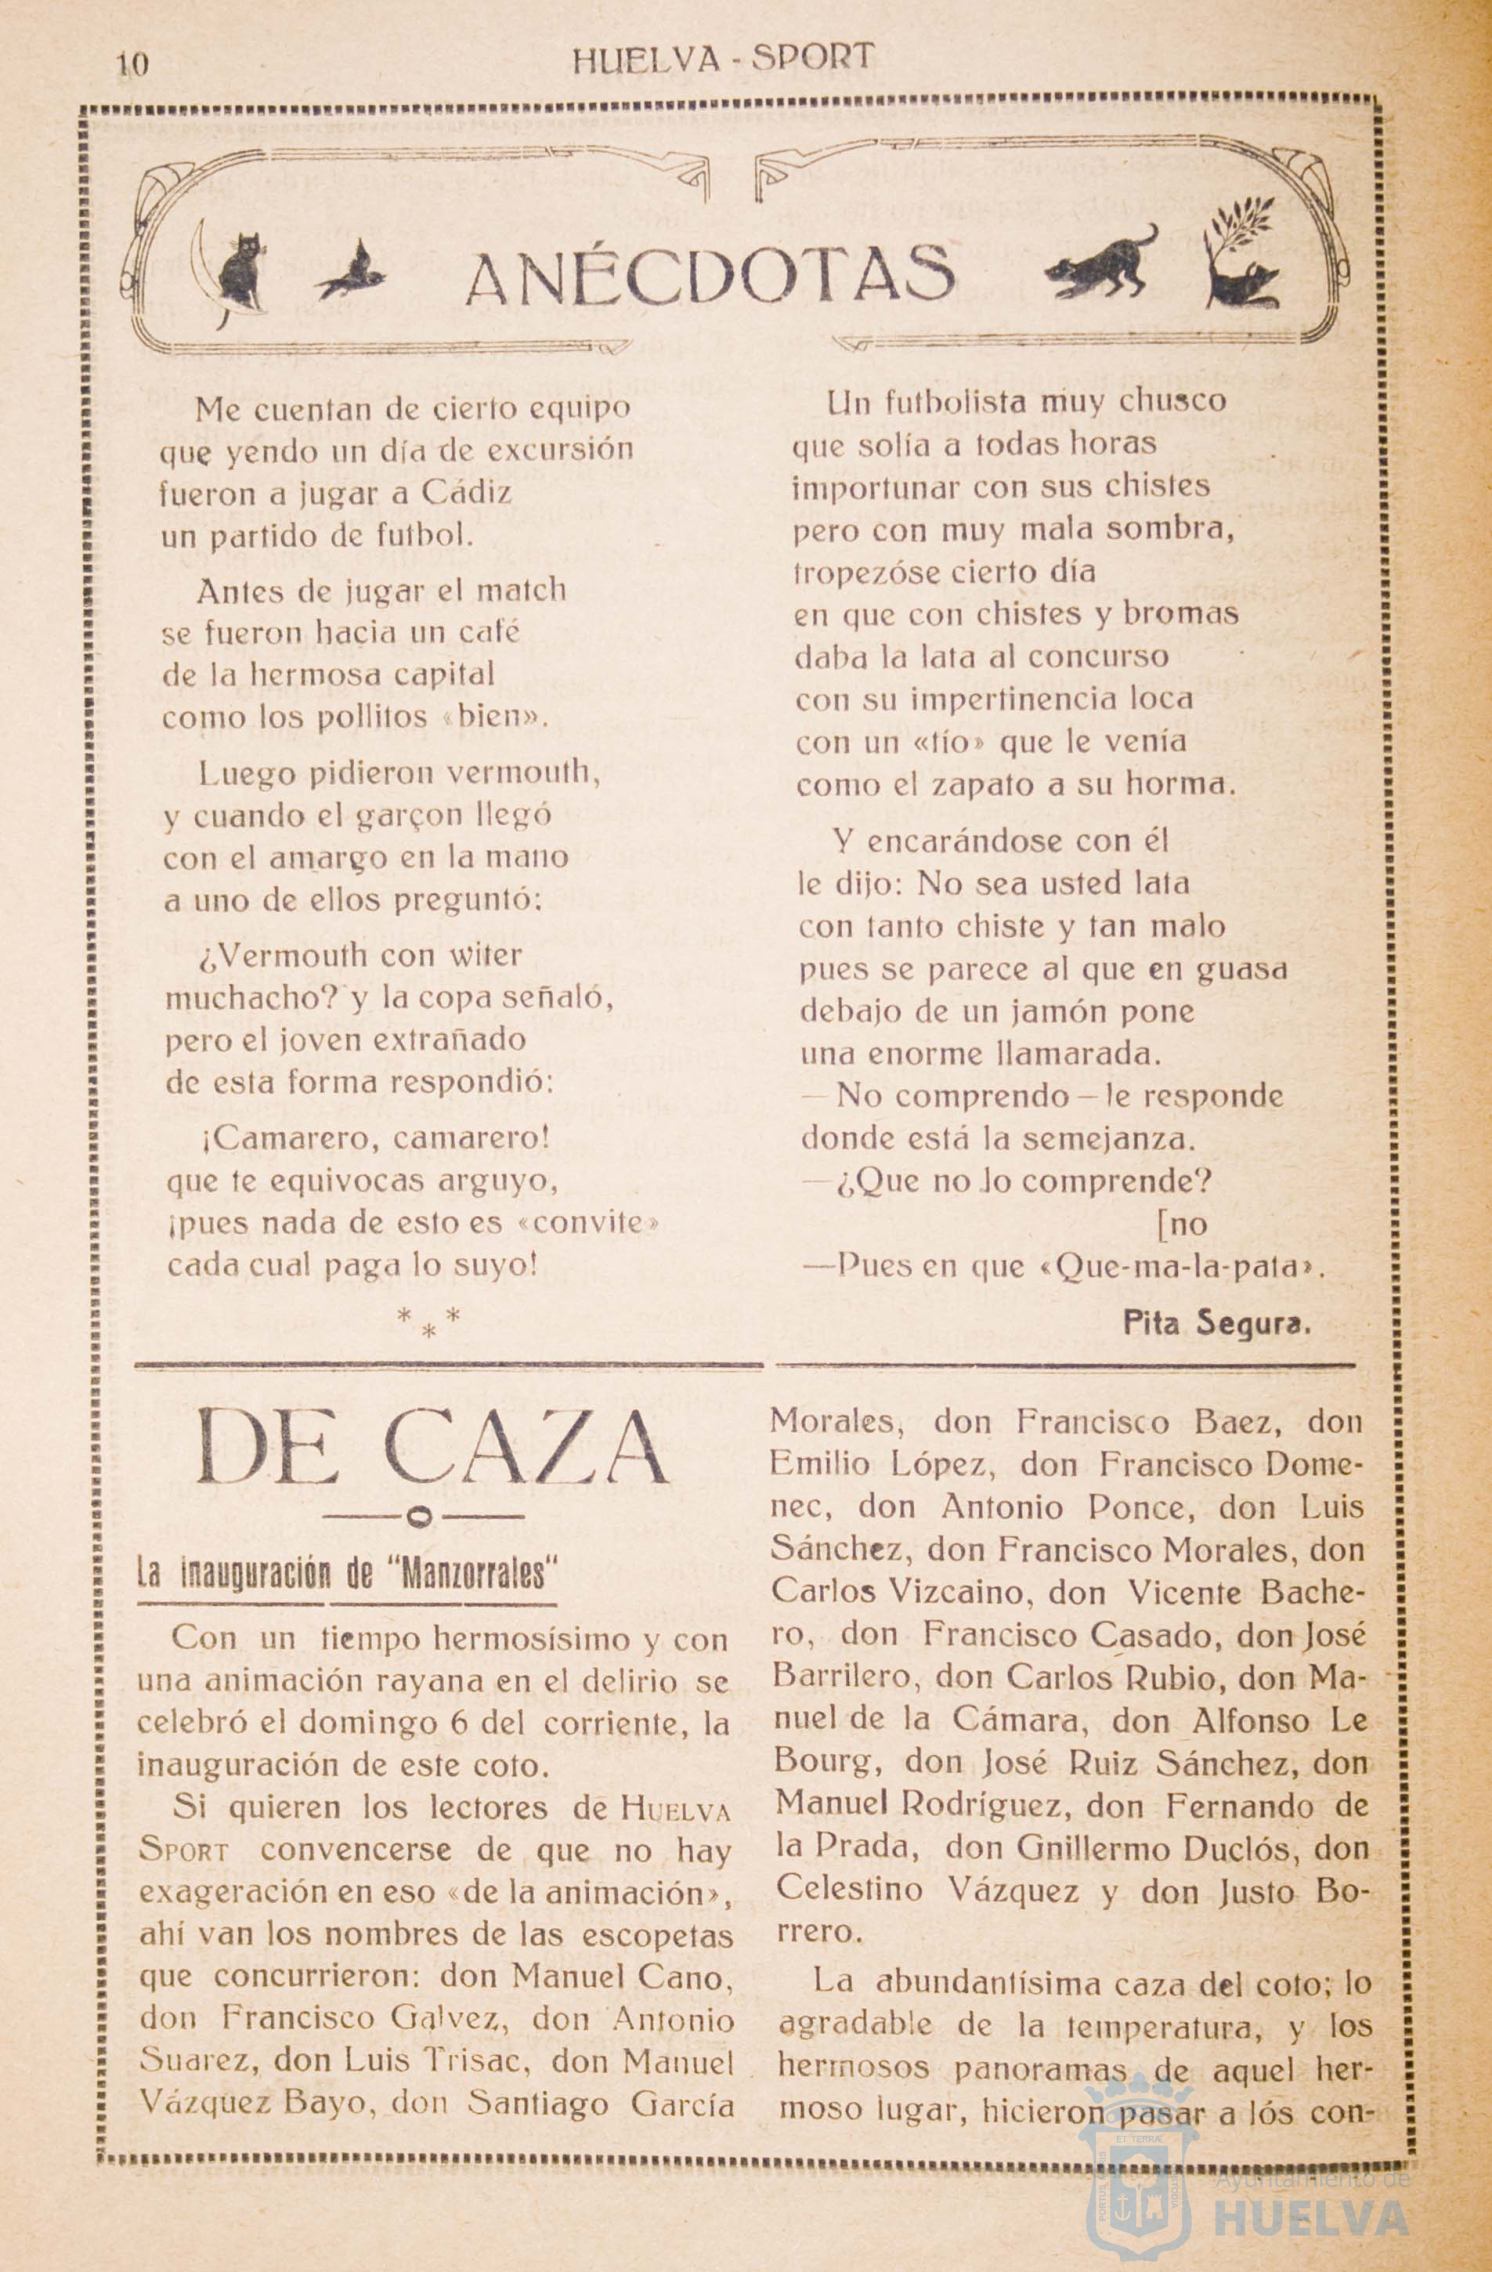 10
HUELVA - SPORT
ANÉCDOTAS
Me cuentan de cierto equipo
que yendo un día de excursión
fueron a jugar a Cádiz
un partido de futbol.
Antes de jugar el match
se fueron hacia un café
de la hermosa capital
como los pollitos «bien».
Luego pidieron vermouth,
y cuando el garçon llegó
con el amargo en la mano
a uno de ellos preguntó:
¿Vermouth con witer
muchacho? y la copa señaló,
pero el joven extrañado
de esta forma respondió:
¡Camarero, camarero!
que te equivocas arguyo,
¡pues nada de esto es «convite»
cada cual paga lo suyo!
* * *
Un futbolista muy chusco
que solía a todas horas
importunar con sus chistes
pero con muy mala sombra,
tropezóse cierto día
en que con chistes y bromas
daba la lata al concurso
con su impertinencia loca
con un «tío» que le venía
como el zapato a su horma.
Y encarándose con él
le dijo: No sea usted lata
con tanto chiste y tan malo
pues se parece al que en guasa
debajo de un jamón pone
una enorme llamarada.
—No comprendo—le responde
donde está la semejanza.
—¿Que no lo comprende?
[no
—Pues en que «Que-ma-la-pata».
Pita Segura.
DE CAZA
La inauguración de "Manzorrales"
Con un tiempo hermosísimo y con
una animación rayana en el delirio se
celebró el domingo 6 del corriente, la
inauguración de este coto.
Si quieren los lectores de HUELVA
SPORT convencerse de que no hay
exageración en eso «de la animación»,
ahí van los nombres de las escopetas
que concurrieron: don Manuel Cano,
don Francisco Galvez, don Antonio
Suarez, don Luis Trisac, don Manuel
Vázquez Bayo, don Santiago García
Morales, don Francisco Baez, don
Emilio López, don Francisco Dome-
nec, don Antonio Ponce, don Luis
Sánchez, don Francisco Morales, don
Carlos Vizcaino, don Vicente Bache-
ro, don Francisco Casado, don José
Barrilero, don Carlos Rubio, don Ma-
nuel de la Cámara, don Alfonso Le
Bourg, don José Ruiz Sánchez, don
Manuel Rodríguez, don Fernando de
la Prada, don Gnillermo Duclós, don
Celestino Vázquez y don Justo Bo-
rrero.
La abundantísima caza del coto; lo
agradable de la temperatura, y los
hermosos panoramas de aquel her-
moso lugar, hicieron pasar a lós con-
Ayuntamiento de
HUELVA